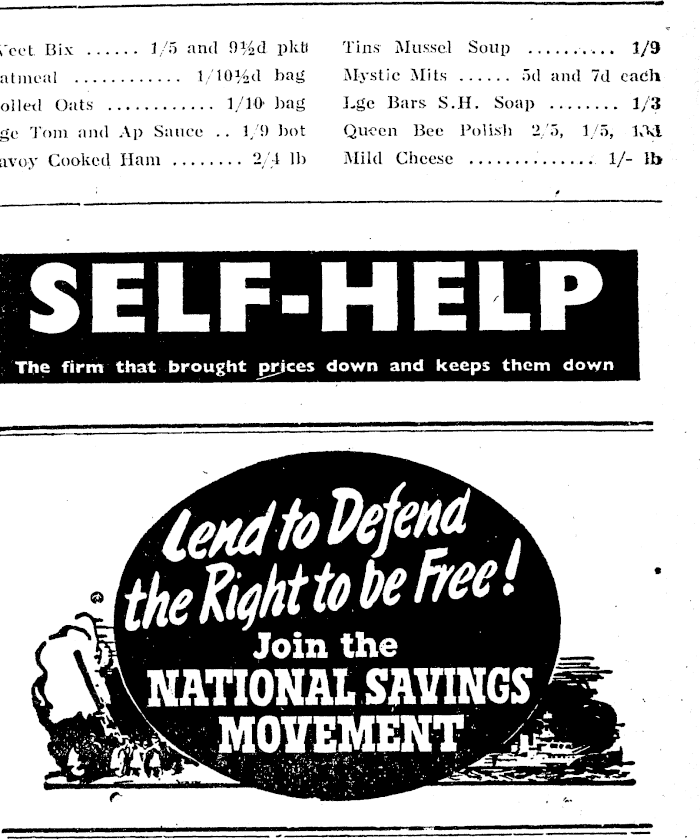 eet Bix ...... 1/5 and 9½d pkt
atmeal ............ 1/10½d bag
olled Oats ............ 1/10 bag
ge Tom and Ap Sauce .. 1/9 bot
avoy Cooked Ham ........ 2/4 lb
Tins Mussel Soup .......... 1/9
Mystic Mits ...... 5d and 7d each
Lge Bars S.H. Soap ........ 1/3
Queen Bee Polish 2/5, 1/5,
Mild Cheese .............. 1/- lb
SELF-HELP
The firm that brought prices down and keeps them down
Lend to Defend
the Right to be Free!
Join the
NATIONAL SAVINGS
MOVEMENT